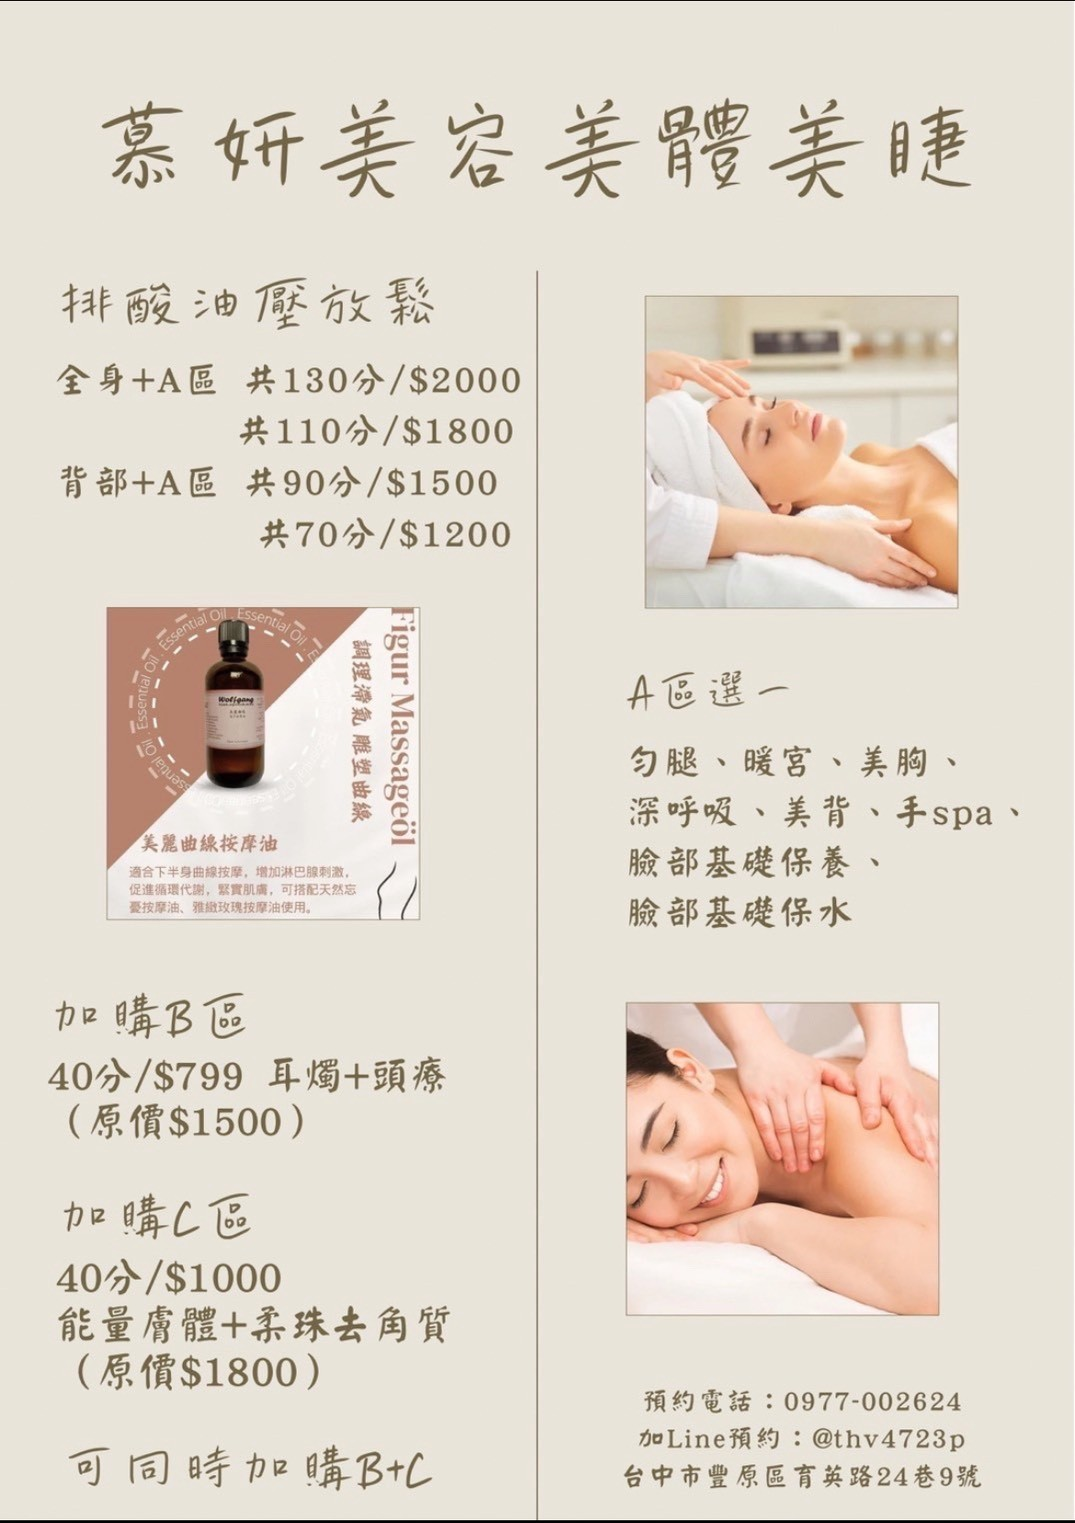 慕妍美容美體美睫
排酸油壓放鬆
全身+A區 共130分/$2000
共110分/$1800
背部+A區 共90分/$1500
共70分/$1200
Essential Oil . Essential Oil . Essential Oil
Wolfgang
Figur Massageöl
調理滯氣 雕塑曲線
美麗曲線按摩油
適合下半身曲線按摩，增加淋巴腺刺激，
促進循環代謝，緊實肌膚，可搭配天然忘
憂按摩油、雅緻玫瑰按摩油使用。
加購B區
40分/$799 耳燭+頭療
（原價$1500）
加購C區
40分/$1000
能量膚體+柔珠去角質
（原價$1800）
可同時加購B+C
A區選一
勻腿、暖宮、美胸、
深呼吸、美背、手spa、
臉部基礎保養、
臉部基礎保水
預約電話：0977-002624
加Line預約：@thv4723p
台中市豐原區育英路24巷9號